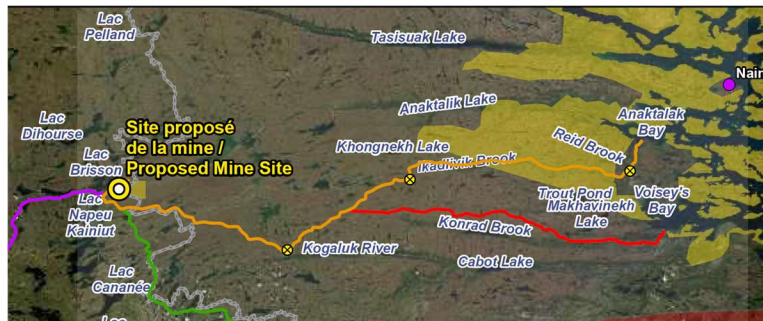 Lac
Pelland
Tasisuak Lake
Nain
Anaktalik Lake
Lac
Dihourse
Anaktalak
Bay
Site proposé
de la mine /
Proposed Mine Site
Khongnekh Lake
Reid Brook
Lac
Brisson
Ikadlivik Brook
Trout Pond
Makhavinekh
Lake
Voisey's
Bay
Lac
Napeu
Kainiut
Konrad Brook
Kogaluk River
Cabot Lake
Lac
Cananée
Lac